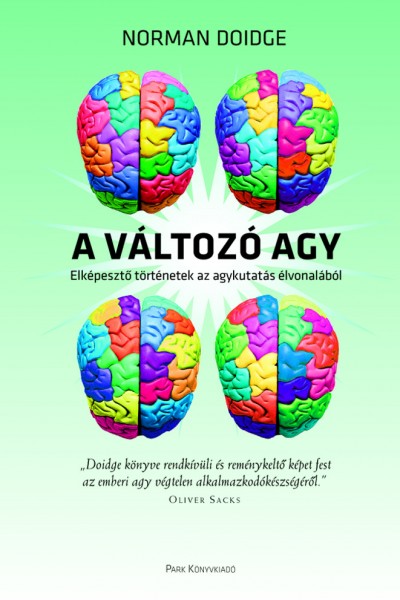 NORMAN DOIDGE
A VÁLTOZÓ AGY
Elképesztő történetek az agykutatás élvonalából
„Doidge könyve rendkívüli és reménykeltő képet fest
az emberi agy végtelen alkalmazkodókészségéről.”
OLIVER SACKS
PARK KÖNYVKIADÓ